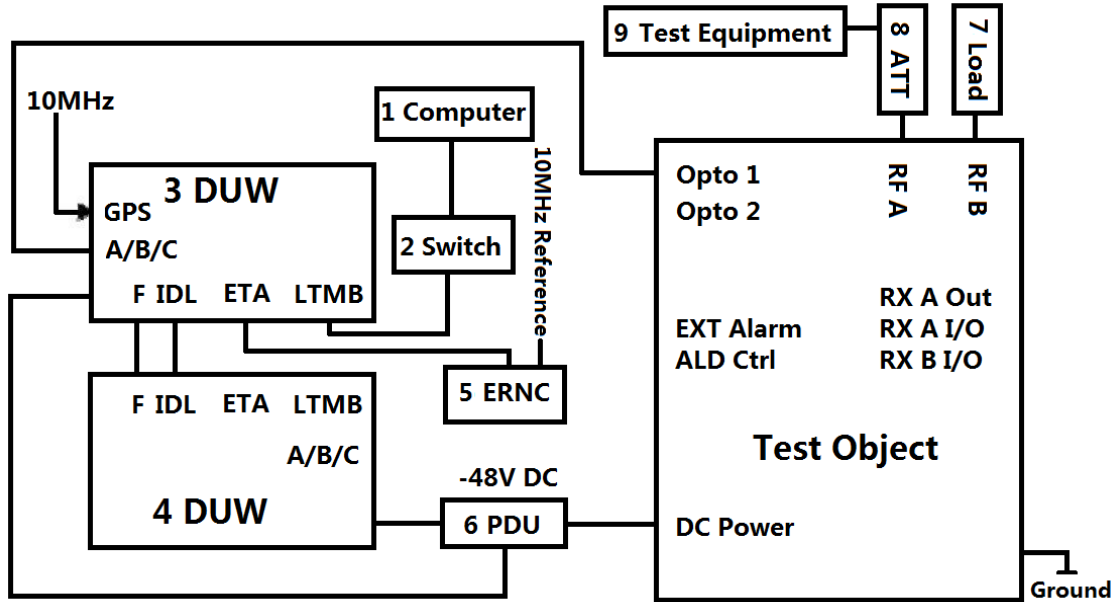 9 Test Equipment
8 ATT
7 Load
10MHz
1 Computer
10MHz Reference
3 DUW
GPS
A/B/C
F IDL ETA LTMB
2 Switch
Opto 1
Opto 2
RF A
RF B
RX A Out
EXT Alarm RX A I/O
ALD Ctrl RX B I/O
5 ERNC
F IDL ETA LTMB
A/B/C
4 DUW
-48V DC
6 PDU
Test Object
DC Power
Ground